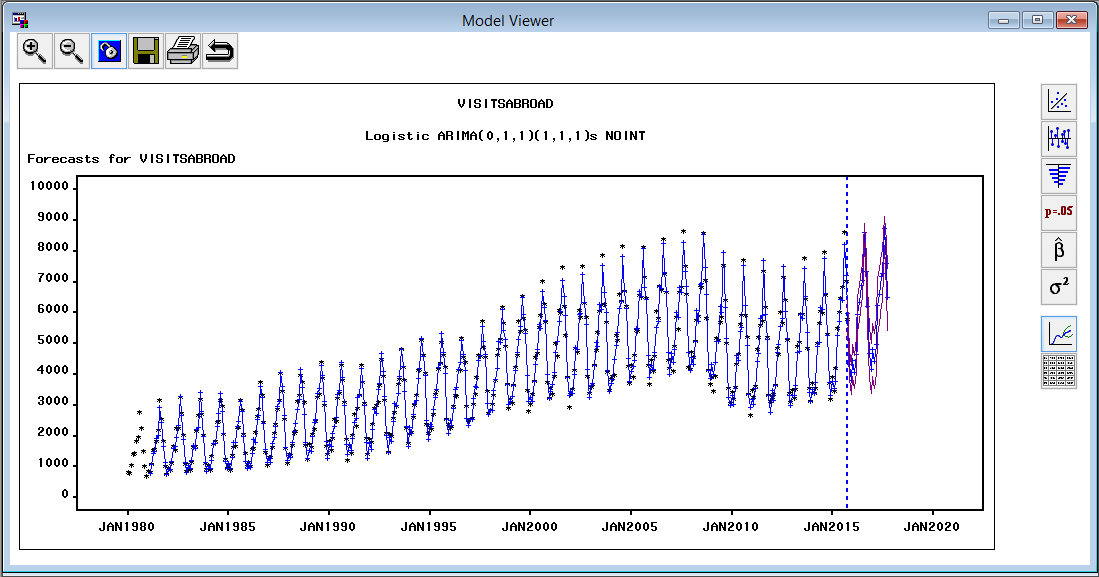 Model Viewer
VISITSABROAD
Logistic ARIMA(0,1,1)(1,1,1)s NOINT
Forecasts for VISITSABROAD
10000
9000
8000
7000
6000
5000
4000
3000
2000
1000
0
JAN1980 JAN1985 JAN1990 JAN1995 JAN2000 JAN2005 JAN2010 JAN2015 JAN2020
p=.05
β̂
σ²